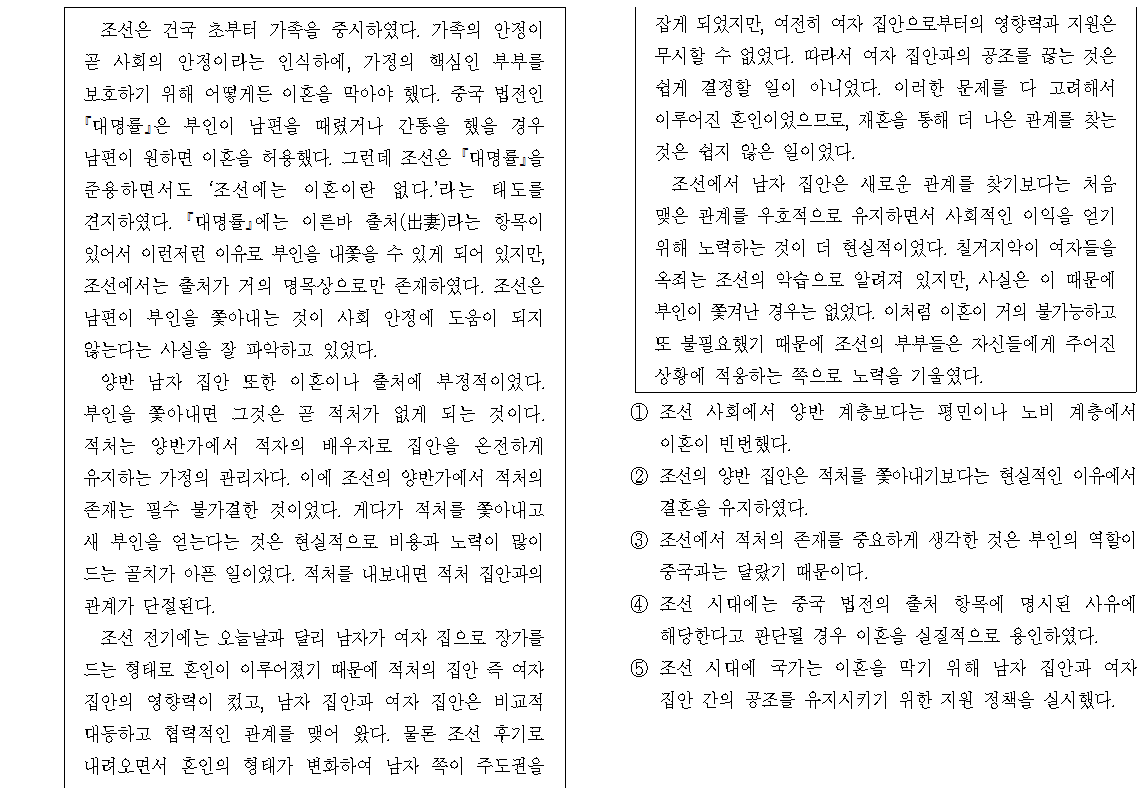 조선은 건국 초부터 가족을 중시하였다. 가족의 안정이
곧 사회의 안정이라는 인식하에, 가정의 핵심인 부부를
보호하기 위해 어떻게든 이혼을 막아야 했다. 중국 법전인
『대명률』은 부인이 남편을 때렸거나 간통을 했을 경우
남편이 원하면 이혼을 허용했다. 그런데 조선은 『대명률』을
준용하면서도 ‘조선에는 이혼이란 없다.’라는 태도를
견지하였다. 『대명률』에는 이른바 출처(出妻)라는 항목이
있어서 이런저런 이유로 부인을 내쫓을 수 있게 되어 있지만,
조선에서는 출처가 거의 명목상으로만 존재하였다. 조선은
남편이 부인을 쫓아내는 것이 사회 안정에 도움이 되지
않는다는 사실을 잘 파악하고 있었다.
양반 남자 집안 또한 이혼이나 출처에 부정적이었다.
부인을 쫓아내면 그것은 곧 적처가 없게 되는 것이다.
적처는 양반가에서 적자의 배우자로 집안을 온전하게
유지하는 가정의 관리자다. 이에 조선의 양반가에서 적처의
존재는 필수 불가결한 것이었다. 게다가 적처를 쫓아내고
새 부인을 얻는다는 것은 현실적으로 비용과 노력이 많이
드는 골치가 아픈 일이었다. 적처를 내보내면 적처 집안과의
관계가 단절된다.
조선 전기에는 오늘날과 달리 남자가 여자 집으로 장가를
드는 형태로 혼인이 이루어졌기 때문에 적처의 집안 즉 여자
집안의 영향력이 컸고, 남자 집안과 여자 집안은 비교적
대등하고 협력적인 관계를 맺어 왔다. 물론 조선 후기로
내려오면서 혼인의 형태가 변화하여 남자 쪽이 주도권을
잡게 되었지만, 여전히 여자 집안으로부터의 영향력과 지원은
무시할 수 없었다. 따라서 여자 집안과의 공조를 끊는 것은
쉽게 결정할 일이 아니었다. 이러한 문제를 다 고려해서
이루어진 혼인이었으므로, 재혼을 통해 더 나은 관계를 찾는
것은 쉽지 않은 일이었다.
조선에서 남자 집안은 새로운 관계를 찾기보다는 처음
맺은 관계를 우호적으로 유지하면서 사회적인 이익을 얻기
위해 노력하는 것이 더 현실적이었다. 칠거지악이 여자들을
옥죄는 조선의 악습으로 알려져 있지만, 사실은 이 때문에
부인이 쫓겨난 경우는 없었다. 이처럼 이혼이 거의 불가능하고
또 불필요했기 때문에 조선의 부부들은 자신들에게 주어진
상황에 적응하는 쪽으로 노력을 기울였다.
① 조선 사회에서 양반 계층보다는 평민이나 노비 계층에서
이혼이 빈번했다.
② 조선의 양반 집안은 적처를 쫓아내기보다는 현실적인 이유에서
결혼을 유지하였다.
③ 조선에서 적처의 존재를 중요하게 생각한 것은 부인의 역할이
중국과는 달랐기 때문이다.
④ 조선 시대에는 중국 법전의 출처 항목에 명시된 사유에
해당한다고 판단될 경우 이혼을 실질적으로 용인하였다.
⑤ 조선 시대에 국가는 이혼을 막기 위해 남자 집안과 여자
집안 간의 공조를 유지시키기 위한 지원 정책을 실시했다.